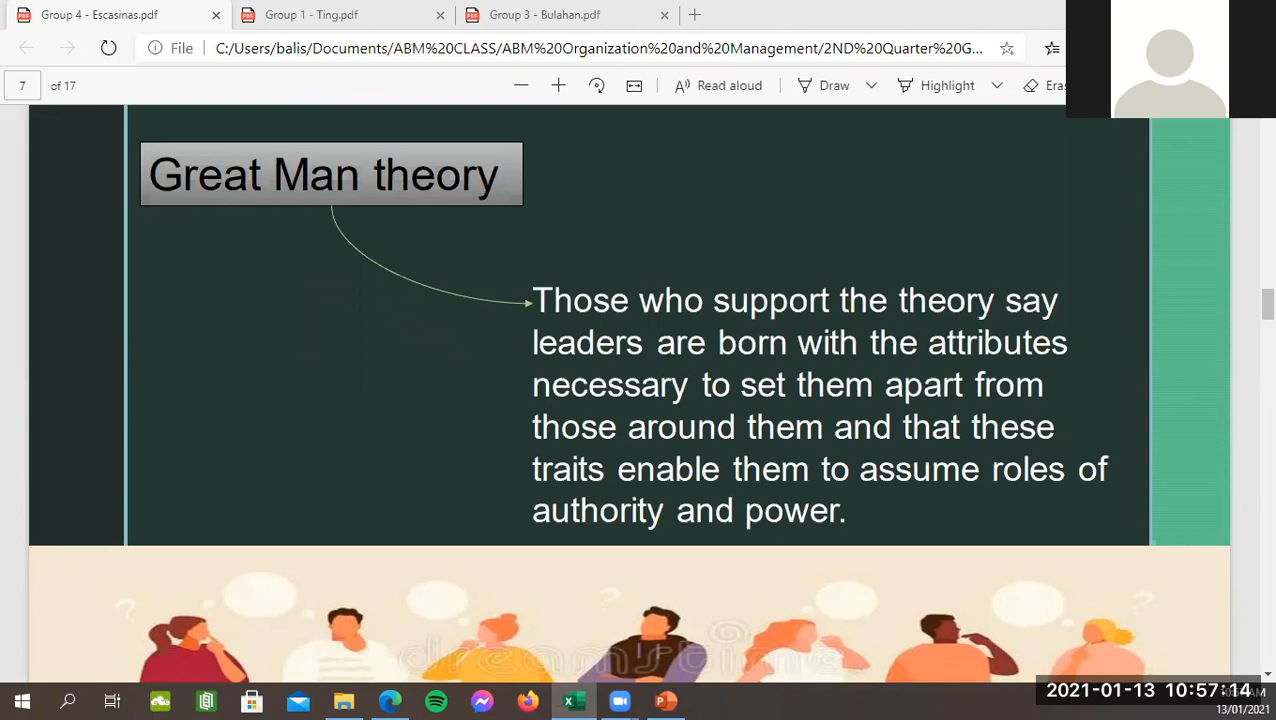 Group 4 - Escasinas.pdf
Group 1 - Ting.pdf
Group 3 - Bulahan.pdf
File
C:/Users/balis/Documents/ABM%20CLASS/ABM%20Organization%20and%20Management/2ND%20Quarter%20G...
7 of 17
Read aloud
Draw
Highlight
Eras
Great Man theory
Those who support the theory say
leaders are born with the attributes
necessary to set them apart from
those around them and that these
traits enable them to assume roles of
authority and power.
dreamstime
2021-01-13 10:57:14
13/01/2021